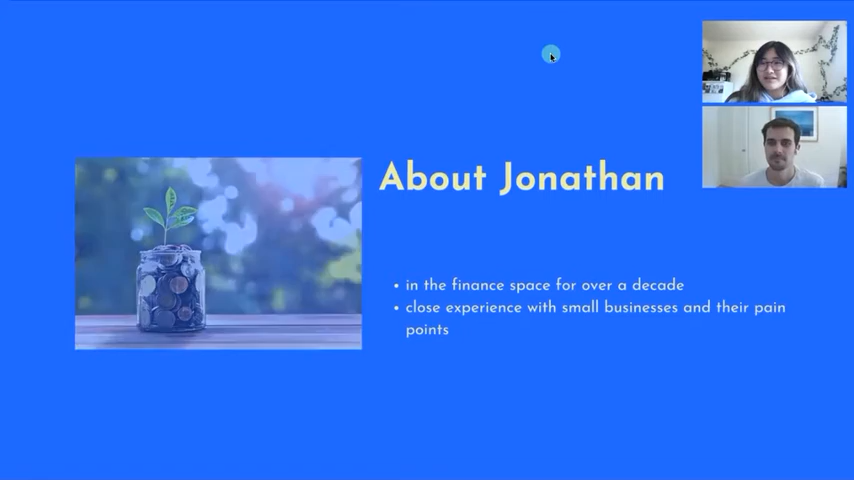 About Jonathan
• in the finance space for over a decade
• close experience with small businesses and their pain
points